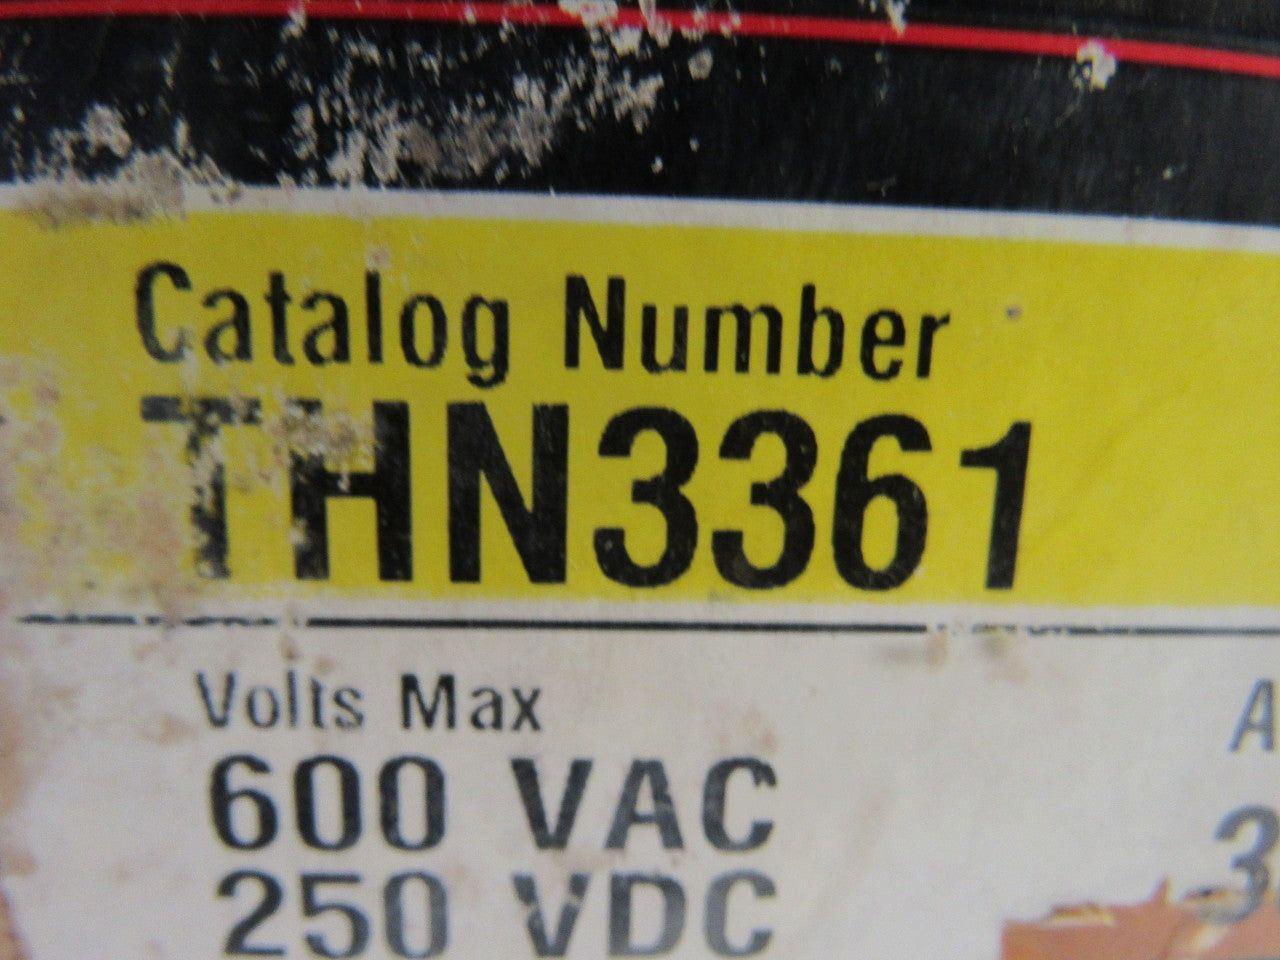 Catalog Number
THN3361
Volts Max
600 VAC
250 VDC